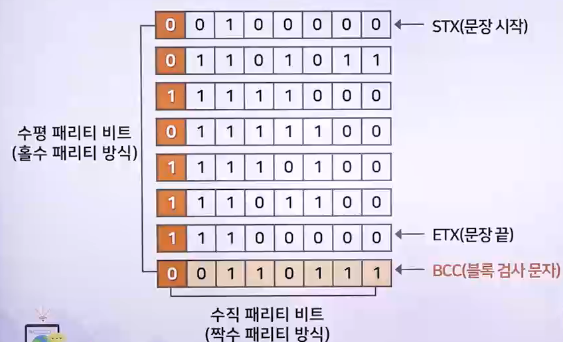 0 0 1 0 0 0 0 0 STX(문장 시작)
0 1 1 0 1 0 1 1
1 1 1 1 1 0 0 0
수평 패리티 비트
(홀수 패리티 방식)
0 1 1 1 1 1 0 0
1 1 1 1 0 1 0 0
1 1 1 0 1 1 0 0
1 1 1 0 0 0 0 0 ETX(문장 끝)
0 0 1 1 0 1 1 1 BCC(블록 검사 문자)
수직 패리티 비트
(짝수 패리티 방식)